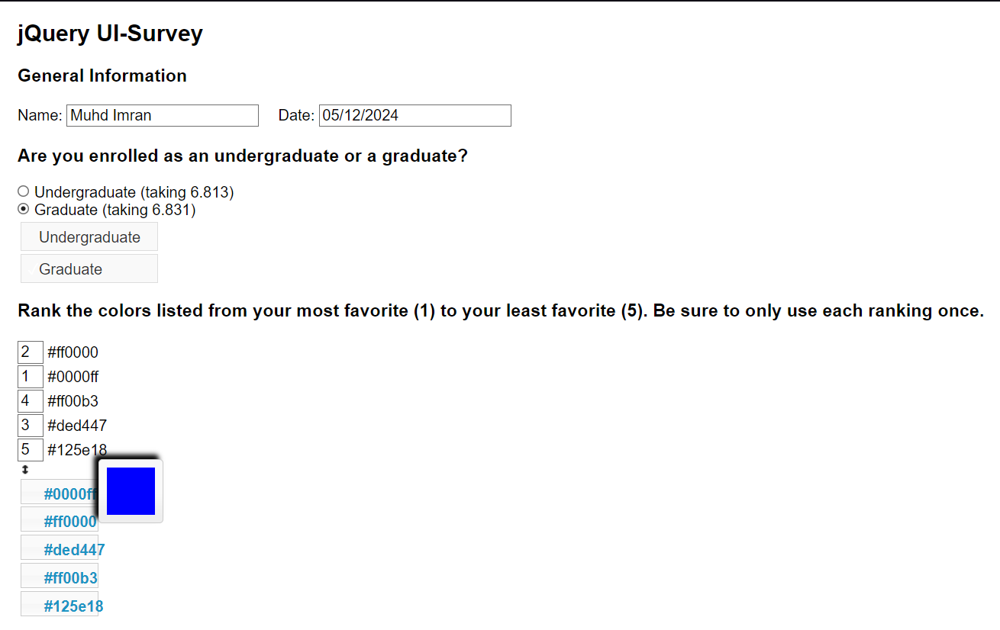 jQuery UI-Survey
General Information
Name: Muhd Imran Date: 05/12/2024
Are you enrolled as an undergraduate or a graduate?
Undergraduate (taking 6.813)
Graduate (taking 6.831)
Undergraduate
Graduate
Rank the colors listed from your most favorite (1) to your least favorite (5). Be sure to only use each ranking once.
2 #ff0000
1 #0000ff
4 #ff00b3
3 #ded447
5 #125e18
#0000ff
#ff0000
#ded447
#ff00b3
#125e18